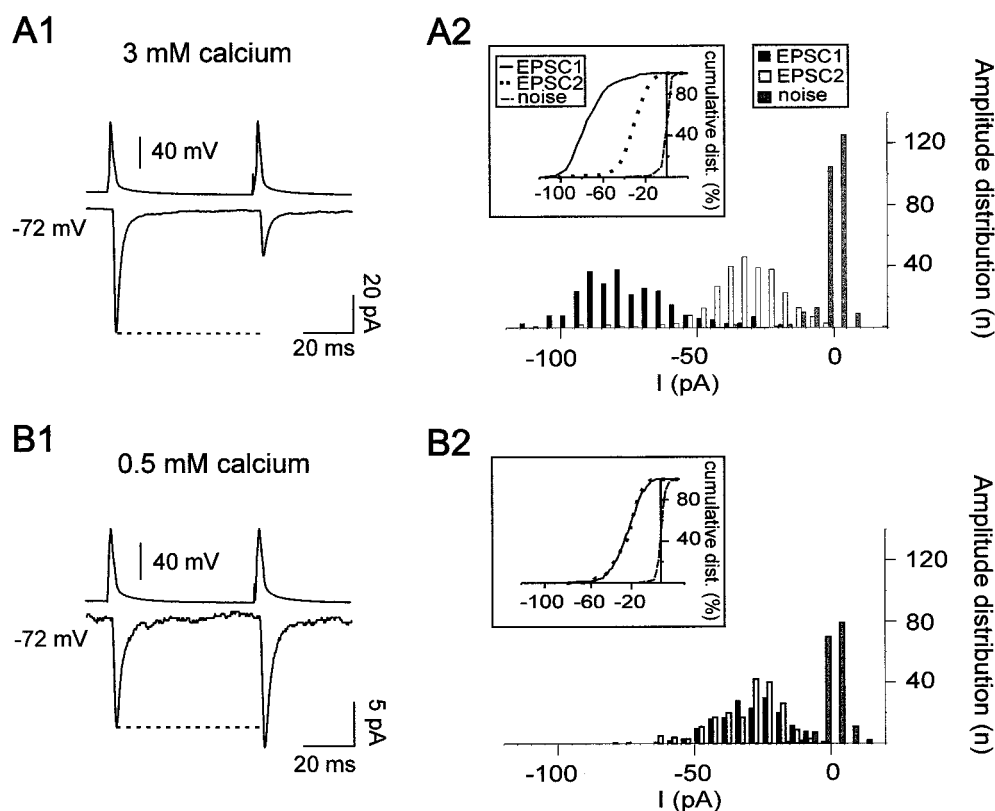 A1
3 mM calcium
40 mV
-72 mV
20 pA
20 ms
A2
EPSC1
EPSC2
noise
cumulative dist. (%)
80
40
-100
-60
-20
EPSC1
EPSC2
noise
Amplitude distribution (n)
120
80
40
-100
-50
0
I (pA)
B1
0.5 mM calcium
40 mV
-72 mV
5 pA
20 ms
B2
cumulative dist. (%)
80
40
-100
-60
-20
Amplitude distribution (n)
120
80
40
-100
-50
0
I (pA)